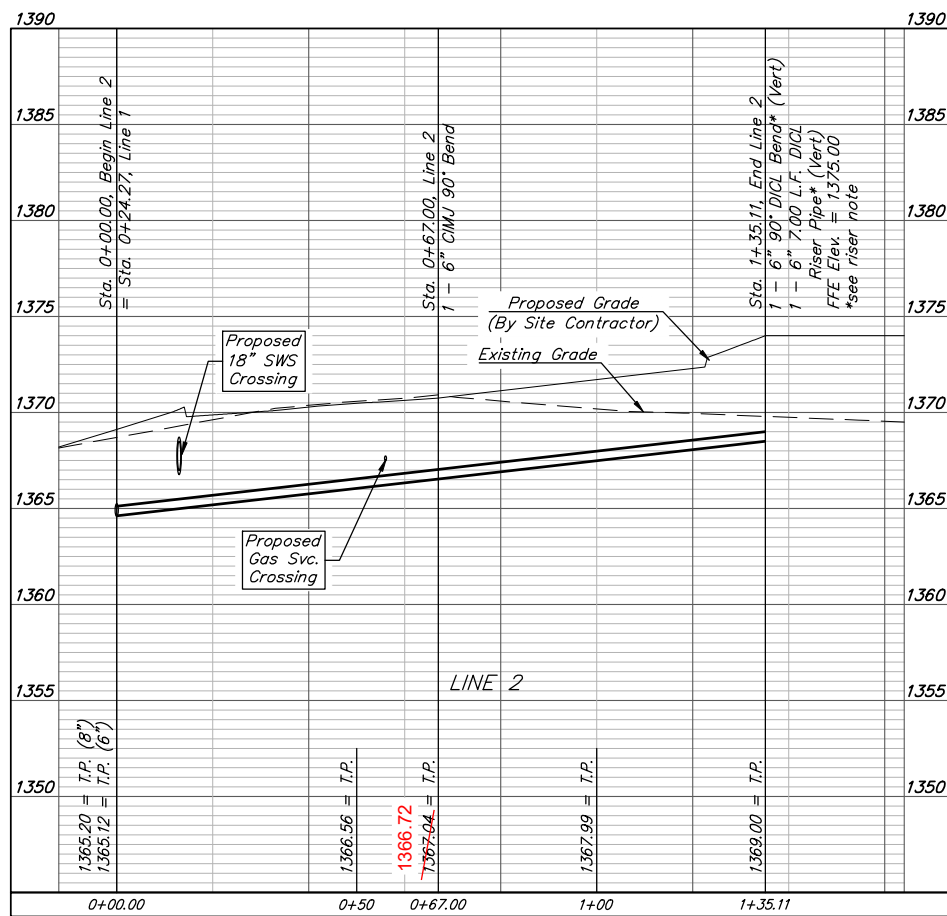 1390
1390
1385
1385
1380
1380
1375
1375
1370
1370
1365
1365
1360
1360
1355
1355
1350
1350
Sta. 0+00.00, Begin Line 2
= Sta. 0+24.27, Line 1
Sta. 0+67.00, Line 2
1 - 6" CIMJ 90° Bend
Sta. 1+35.11, End Line 2
1 - 6" 90° DICL Bend* (Vert)
1 - 6" 7.00 L.F. DICL
Riser Pipe* (Vert)
FFE Elev. = 1375.00
*see riser note
Proposed
18" SWS
Crossing
Proposed Grade
(By Site Contractor)
Existing Grade
Proposed
Gas Svc.
Crossing
LINE 2
1365.20 = T.P. (8")
1365.12 = T.P. (6")
1366.56 = T.P.
1366.72
1367.04 = T.P.
1367.99 = T.P.
1369.00 = T.P.
0+00.00
0+50
0+67.00
1+00
1+35.11